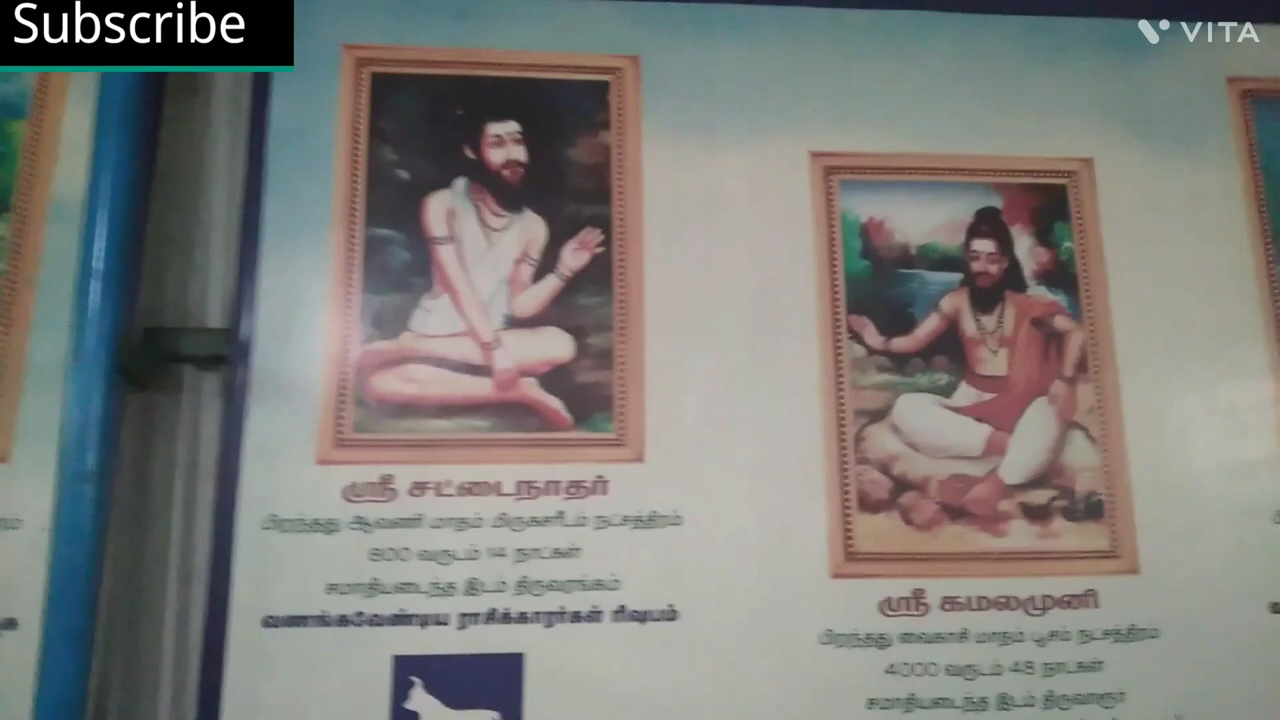 Subscribe
VITA
ஸ்ரீ சட்டைநாதர்
பிறந்தது ஆவணி மாதம் மிருகசீரிடம் நட்சத்திரம்
800 வருடம் 14 நாட்கள்
சமாதியடைந்த இடம் திருவரங்கம்
வணங்கவேண்டிய ராசிக்காரர்கள் ரிஷபம்
ஸ்ரீ கமலமுனி
பிறந்தது வைகாசி மாதம் பூசம் நட்சத்திரம்
4000 வருடம் 48 நாட்கள்
சமாதியடைந்த இடம் திருவாரூர்